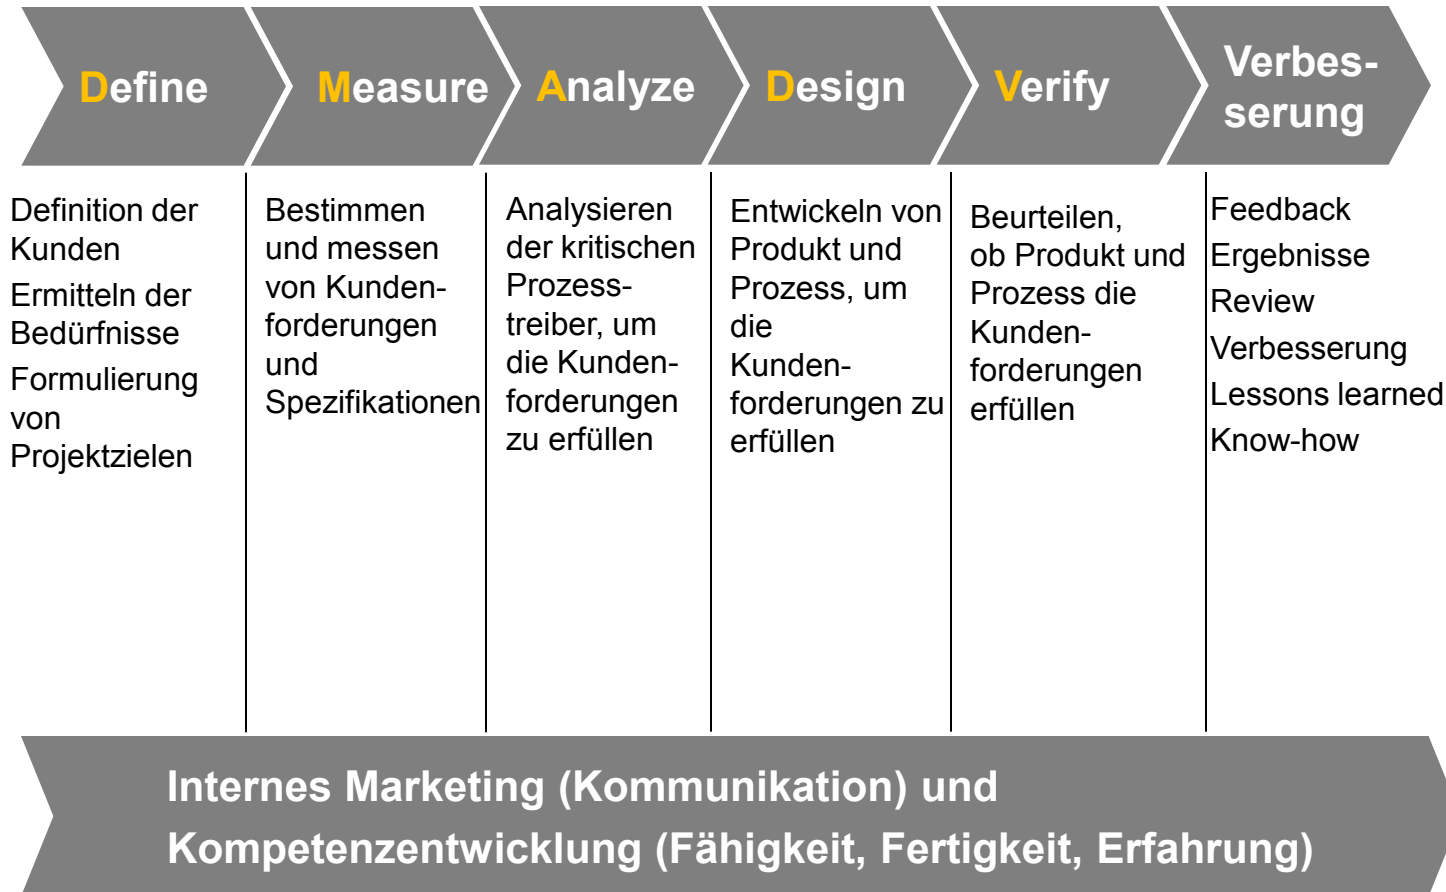 Define
Measure
Analyze
Design
Verify
Verbes-
serung
Definition der
Kunden
Ermitteln der
Bedürfnisse
Formulierung
von
Projektzielen
Bestimmen
und messen
von Kunden-
forderungen
und
Spezifikationen
Analysieren
der kritischen
Prozess-
treiber, um
die Kunden-
forderungen
zu erfüllen
Entwickeln von
Produkt und
Prozess, um
die
Kunden-
forderungen zu
erfüllen
Beurteilen,
ob Produkt und
Prozess die
Kunden-
forderungen
erfüllen
Feedback
Ergebnisse
Review
Verbesserung
Lessons learned
Know-how
Internes Marketing (Kommunikation) und
Kompetenzentwicklung (Fähigkeit, Fertigkeit, Erfahrung)